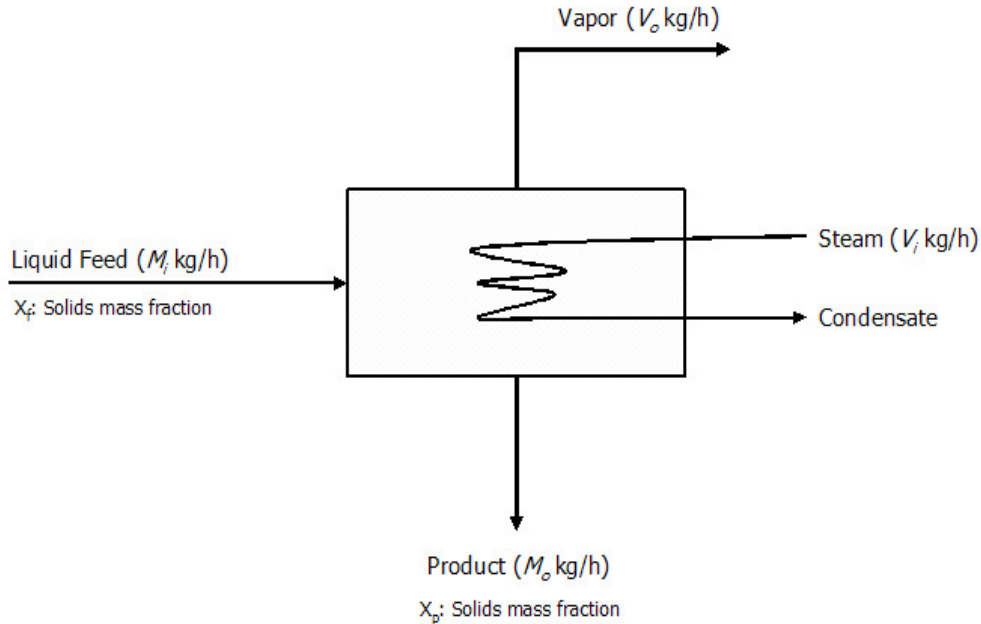 Vapor (Vₒ kg/h)
Steam (Vᵢ kg/h)
Liquid Feed (Mᵢ kg/h)
X_f: Solids mass fraction
Condensate
Product (Mₒ kg/h)
Xₚ: Solids mass fraction